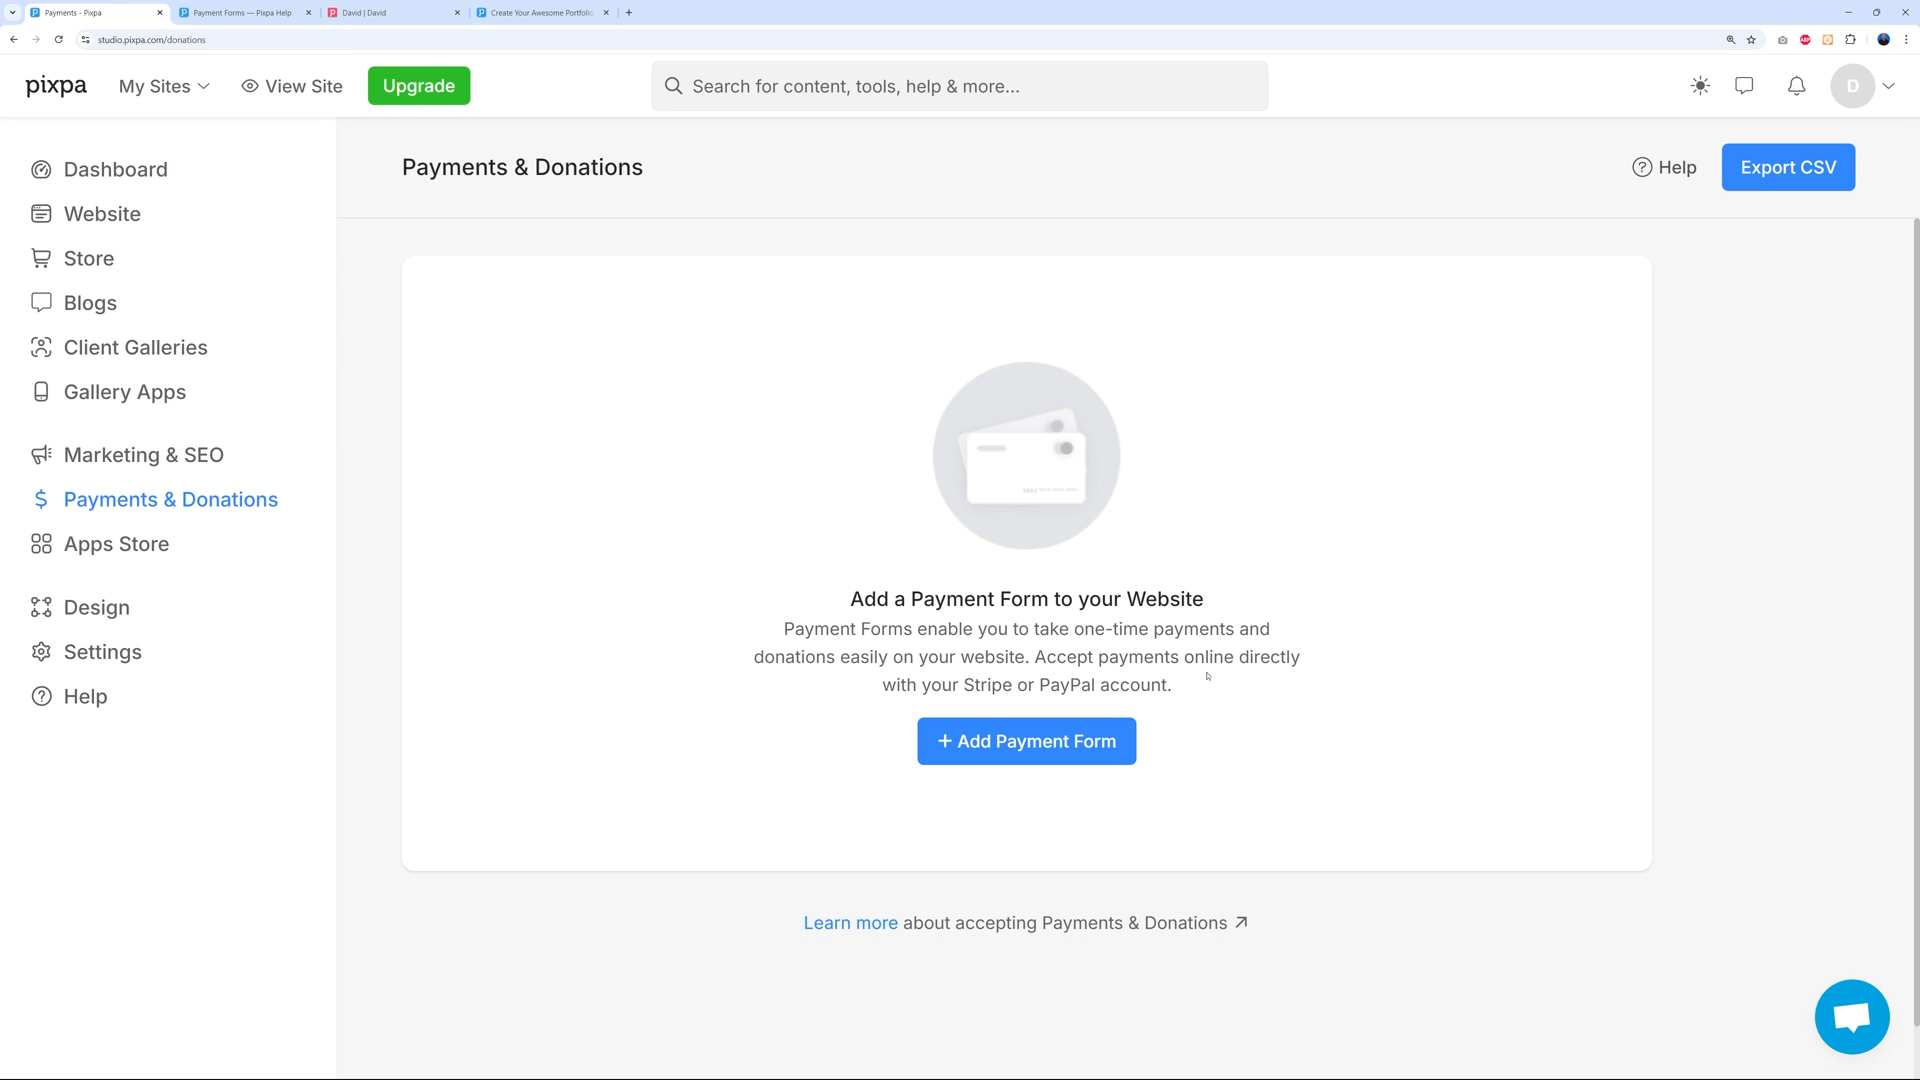 Payments - Pixpa
Payment Forms — Pixpa Help
David | David
Create Your Awesome Portfolio
studio.pixpa.com/donations
pixpa
My Sites
View Site
Upgrade
Search for content, tools, help & more...
D
Dashboard
Website
Store
Blogs
Client Galleries
Gallery Apps
Marketing & SEO
Payments & Donations
Apps Store
Design
Settings
Help
Payments & Donations
Help
Export CSV
Add a Payment Form to your Website
Payment Forms enable you to take one-time payments and
donations easily on your website. Accept payments online directly
with your Stripe or PayPal account.
+ Add Payment Form
Learn more about accepting Payments & Donations